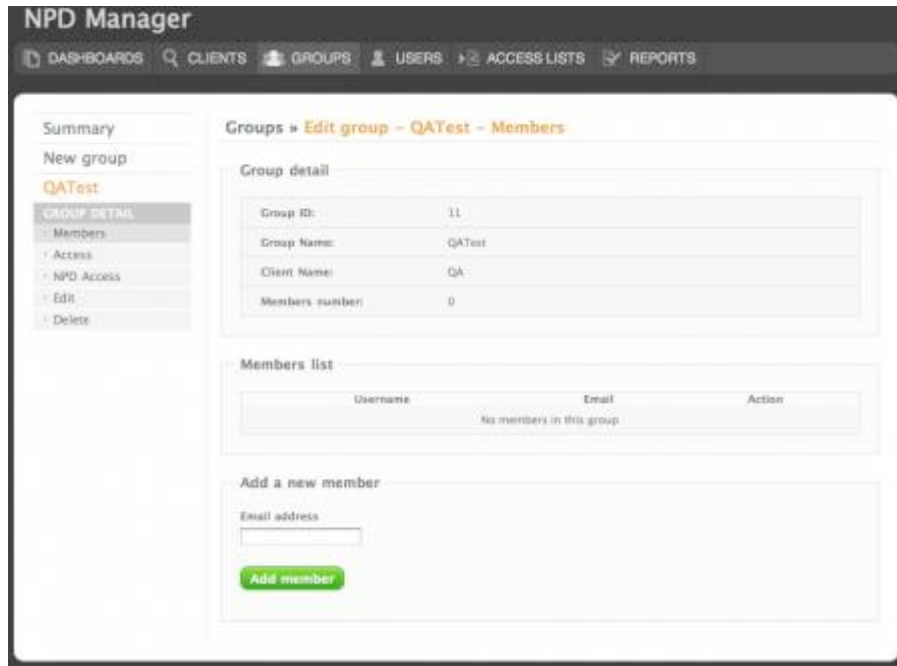 NPD Manager
DASHBOARDS CLIENTS GROUPS USERS ACCESS LISTS REPORTS
Summary
New group
QATest
GROUP DETAIL
Members
Access
NPD Access
Edit
Delete
Groups » Edit group – QATest – Members
Group detail
Group ID: 11
Group Name: QATest
Client Name: QA
Members number: 0
Members list
Username Email Action
No members in this group
Add a new member
Email address
Add member